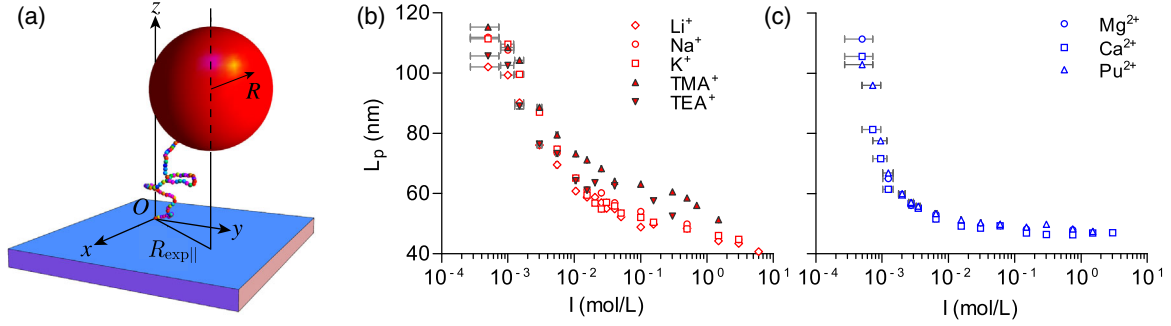 (a)
z
R
O
x
y
R_exp||
(b)
120
100
80
60
40
L_p (nm)
Li⁺
Na⁺
K⁺
TMA⁺
TEA⁺
10⁻⁴ 10⁻³ 10⁻² 10⁻¹ 10⁰ 10¹
I (mol/L)
(c)
Mg²⁺
Ca²⁺
Pu²⁺
10⁻⁴ 10⁻³ 10⁻² 10⁻¹ 10⁰ 10¹
I (mol/L)